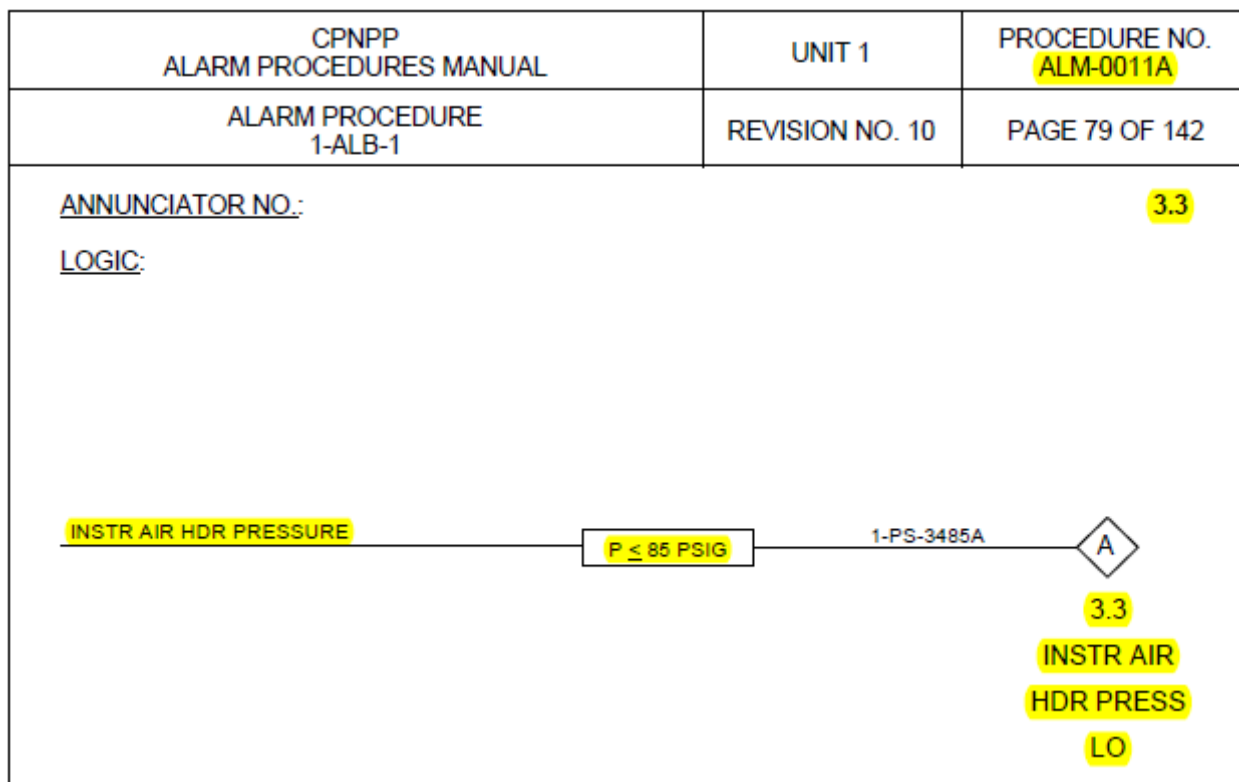 CPNPP
ALARM PROCEDURES MANUAL
UNIT 1
PROCEDURE NO.
ALM-0011A
ALARM PROCEDURE
1-ALB-1
REVISION NO. 10
PAGE 79 OF 142
ANNUNCIATOR NO.:
3.3
LOGIC:
INSTR AIR HDR PRESSURE
P ≤ 85 PSIG
1-PS-3485A
A
3.3
INSTR AIR
HDR PRESS
LO